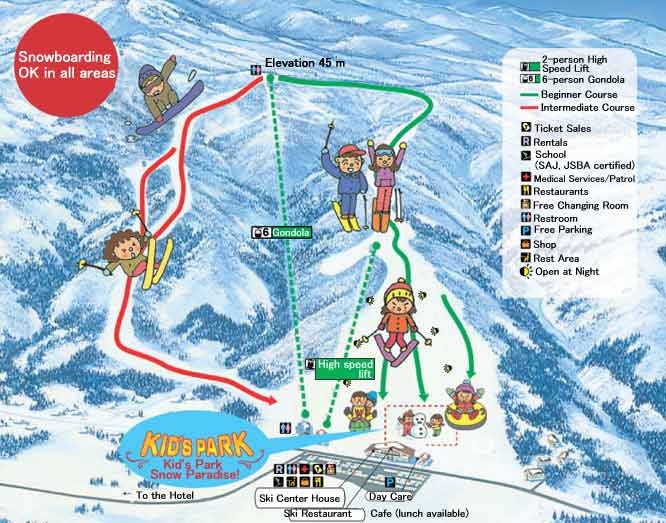 Snowboarding
OK in all areas
Elevation 45 m
2-person High
Speed Lift
6 6-person Gondola
Beginner Course
Intermediate Course
Ticket Sales
R Rentals
School
(SAJ, JSBA certified)
Medical Services/Patrol
Restaurants
Free Changing Room
Restroom
P Free Parking
Shop
Rest Area
Open at Night
6 Gondola
High speed
lift
KID'S PARK
Kid's Park
Snow Paradise!
R
P
To the Hotel
Ski Center House
Day Care
Ski Restaurant
Cafe (lunch available)